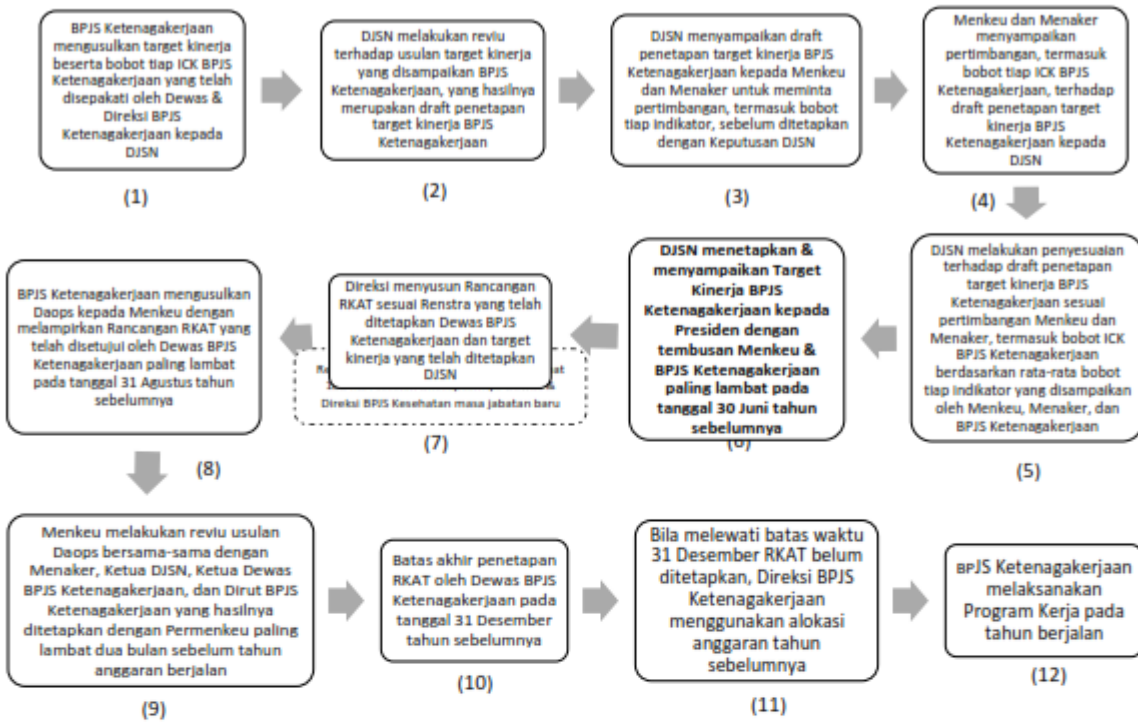 BPJS Ketenagakerjaan
mengusulkan target kinerja
beserta bobot tiap ICK BPJS
Ketenagakerjaan yang telah
disepakati oleh Dewas &
Direksi BPJS
Ketenagakerjaan kepada
DJSN
(1)
DJSN melakukan reviu
terhadap usulan target kinerja
yang disampaikan BPJS
Ketenagakerjaan, yang hasilnya
merupakan draft penetapan
target kinerja BPJS
Ketenagakerjaan
(2)
DJSN menyampaikan draft
penetapan target kinerja BPJS
Ketenagakerjaan kepada Menkeu
dan Menaker untuk meminta
pertimbangan, termasuk bobot
tiap indikator, sebelum ditetapkan
dengan Keputusan DJSN
(3)
Menkeu dan Menaker
menyampaikan
pertimbangan, termasuk
bobot tiap ICK BPJS
Ketenagakerjaan, terhadap
draft penetapan target
kinerja BPJS
Ketenagakerjaan kepada DJSN
(4)
DJSN melakukan penyesuaian
terhadap draft penetapan
target kinerja BPJS
Ketenagakerjaan sesuai
pertimbangan Menkeu dan
Menaker, termasuk bobot ICK
BPJS Ketenagakerjaan
berdasarkan rata-rata bobot
tiap indikator yang disampaikan
oleh Menkeu, Menaker, dan
BPJS Ketenagakerjaan
(5)
DJSN menetapkan &
menyampaikan Target
Kinerja BPJS
Ketenagakerjaan kepada
Presiden dengan
tembusan Menkeu &
BPJS Ketenagakerjaan
paling lambat pada
tanggal 30 Juni tahun
sebelumnya
(6)
Direksi menyusun Rancangan
RKAT sesuai Renstra yang telah
ditetapkan Dewas BPJS
Ketenagakerjaan dan target
kinerja yang telah ditetapkan
DJSN
Direksi BPJS Kesehatan masa jabatan baru
(7)
BPJS Ketenagakerjaan mengusulkan
Daops kepada Menkeu dengan
melampirkan Rancangan RKAT yang
telah disetujui oleh Dewas BPJS
Ketenagakerjaan paling lambat
pada tanggal 31 Agustus tahun
sebelumnya
(8)
Menkeu melakukan reviu usulan
Daops bersama-sama dengan
Menaker, Ketua DJSN, Ketua Dewas
BPJS Ketenagakerjaan, dan Dirut BPJS
Ketenagakerjaan yang hasilnya
ditetapkan dengan Permenkeu paling
lambat dua bulan sebelum tahun
anggaran berjalan
(9)
Batas akhir penetapan
RKAT oleh Dewas BPJS
Ketenagakerjaan pada
tanggal 31 Desember
tahun sebelumnya
(10)
Bila melewati batas waktu
31 Desember RKAT belum
ditetapkan, Direksi BPJS
Ketenagakerjaan
menggunakan alokasi
anggaran tahun
sebelumnya
(11)
BPJS Ketenagakerjaan
melaksanakan
Program Kerja pada
tahun berjalan
(12)